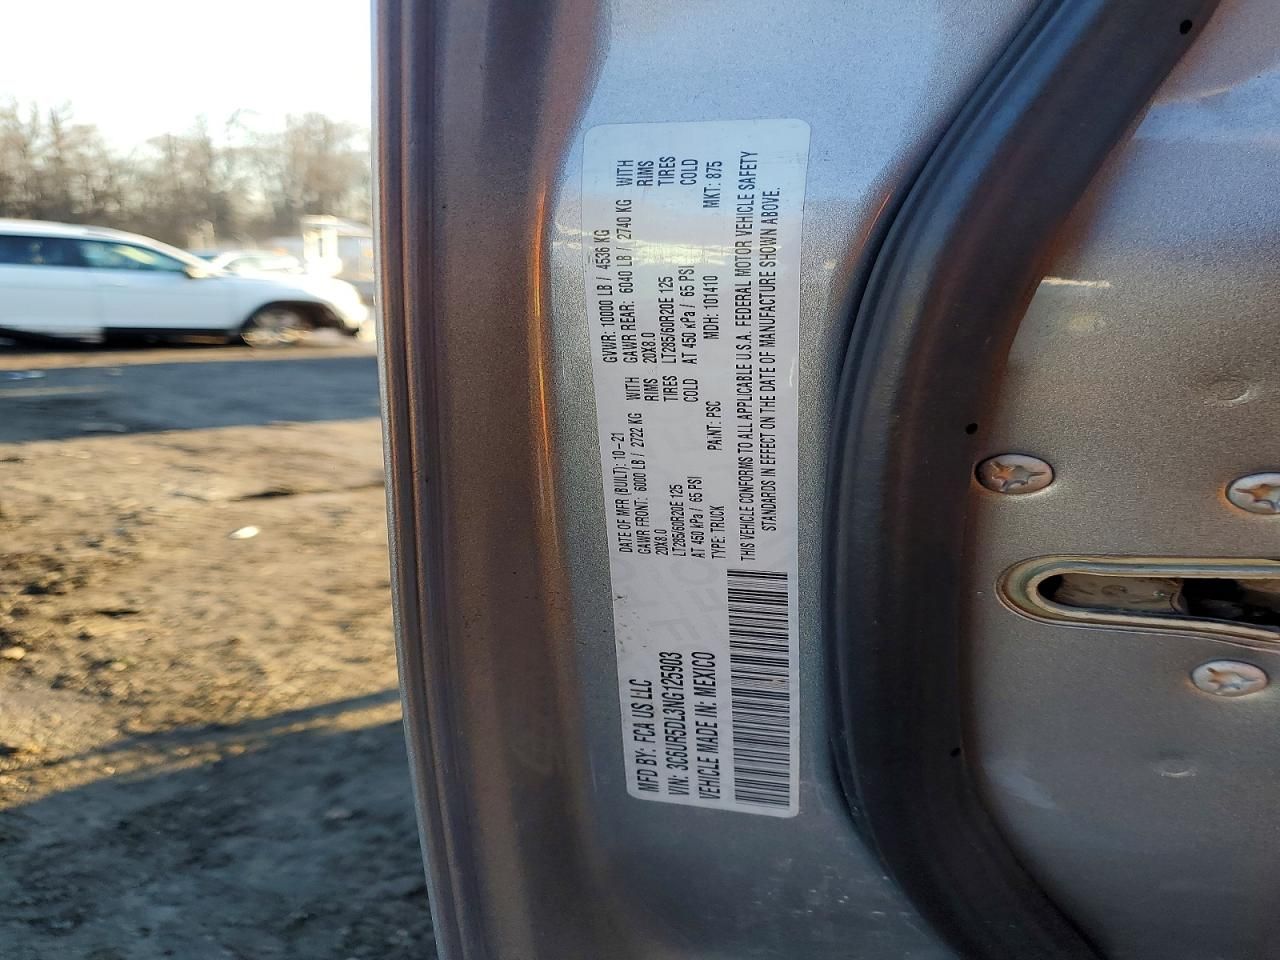 MFD BY: FCA US LLC
DATE OF MFR (BUILT): 10-21
GVWR: 10000 LB / 4536 KG
GAWR FRONT: 6000 LB / 2722 KG WITH
GAWR REAR: 6040 LB / 2740 KG WITH
20X8.0 RIMS
20X8.0 RIMS
LT285/60R20E 125 TIRES
LT285/60R20E 125 TIRES
AT 450 kPa / 65 PSI COLD
AT 450 kPa / 65 PSI COLD
VIN: 3C6UR5DL3NG125903
TYPE: TRUCK PAINT: PSC MDH: 101410 MKT: 875
VEHICLE MADE IN: MEXICO
THIS VEHICLE CONFORMS TO ALL APPLICABLE U.S.A. FEDERAL MOTOR VEHICLE SAFETY
STANDARDS IN EFFECT ON THE DATE OF MANUFACTURE SHOWN ABOVE.